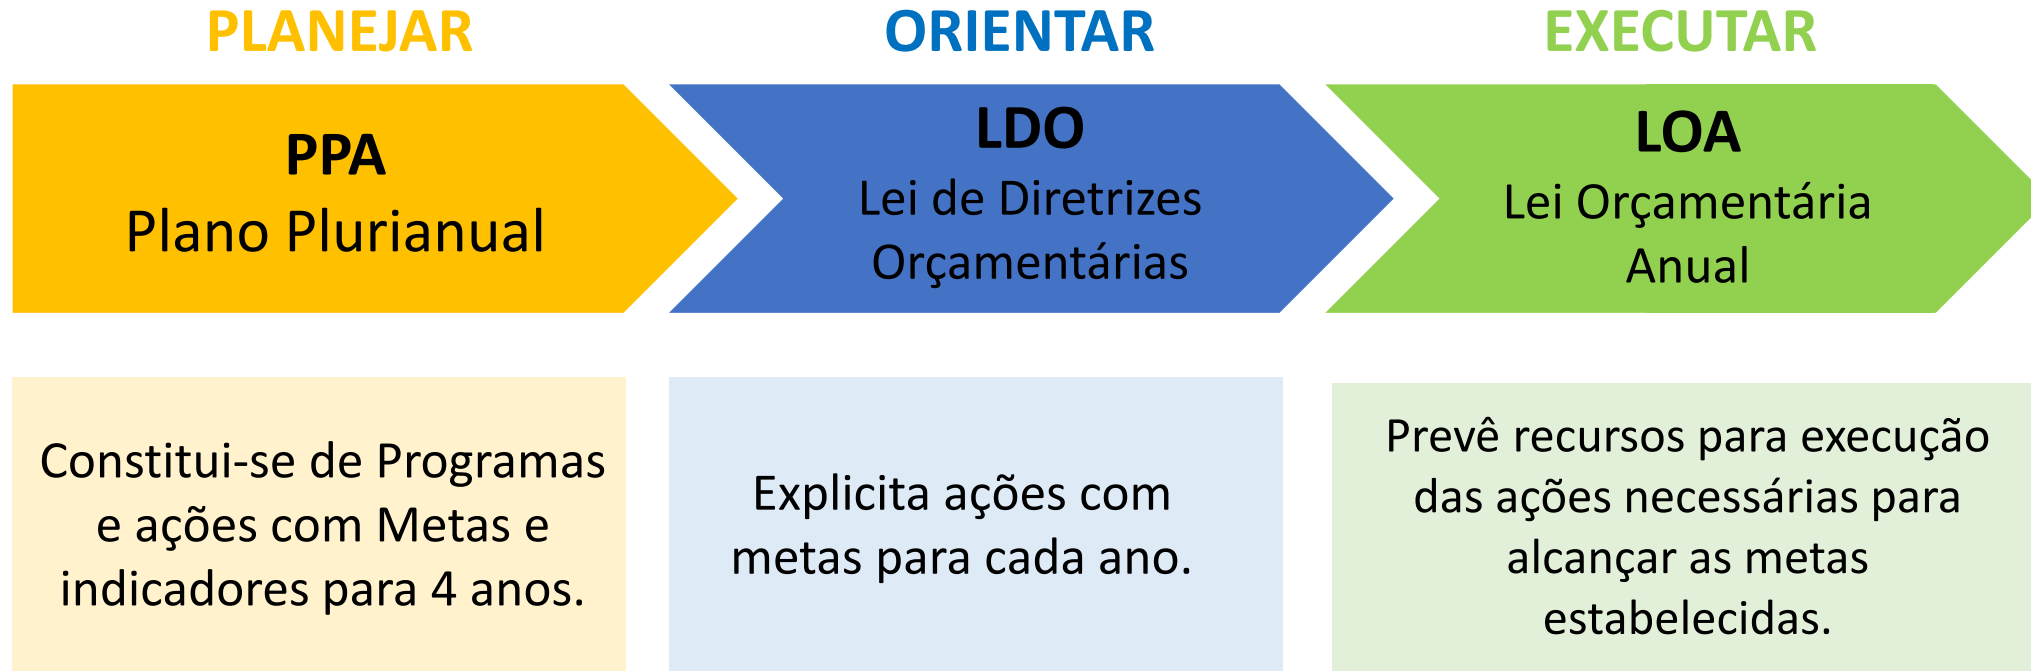 PLANEJAR
ORIENTAR
EXECUTAR
PPA
Plano Plurianual
LDO
Lei de Diretrizes
Orçamentárias
LOA
Lei Orçamentária
Anual
Constitui-se de Programas
e ações com Metas e
indicadores para 4 anos.
Explicita ações com
metas para cada ano.
Prevê recursos para execução
das ações necessárias para
alcançar as metas
estabelecidas.